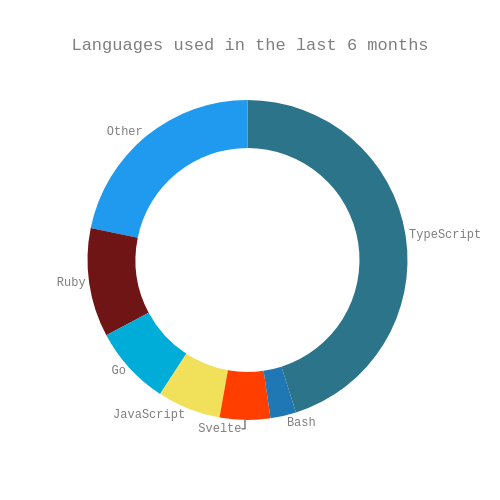 Languages used in the last 6 months
Other
TypeScript
Ruby
Go
JavaScript
Svelte
Bash